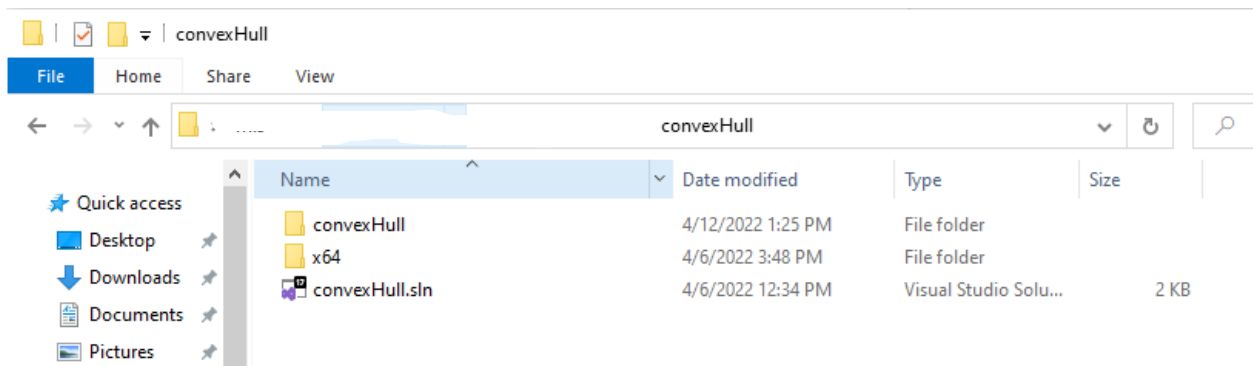 convexHull
File Home Share View
convexHull
Name Date modified Type Size
Quick access
convexHull 4/12/2022 1:25 PM File folder
Desktop
x64 4/6/2022 3:48 PM File folder
Downloads
convexHull.sln 4/6/2022 12:34 PM Visual Studio Solu... 2 KB
Documents
Pictures